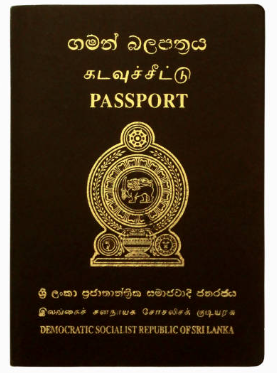 ගමන් බලපත්‍රය
கடவுச்சீட்டு
PASSPORT
ශ්‍රී ලංකා ප්‍රජාතාන්ත්‍රික සමාජවාදී ජනරජය
இலங்கைச் சனநாயக சோசலிசக் குடியரசு
DEMOCRATIC SOCIALIST REPUBLIC OF SRI LANKA